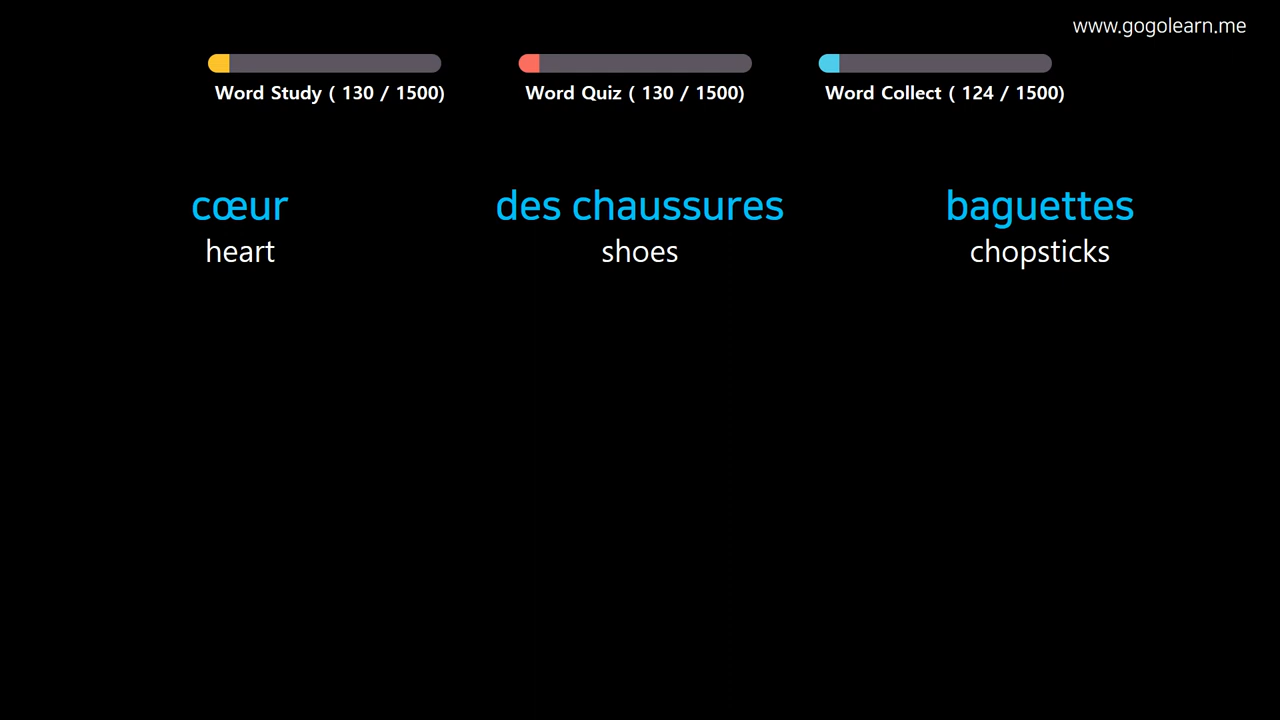 www.gogolearn.me
Word Study ( 130 / 1500)
Word Quiz ( 130 / 1500)
Word Collect ( 124 / 1500)
cœur
heart
des chaussures
shoes
baguettes
chopsticks